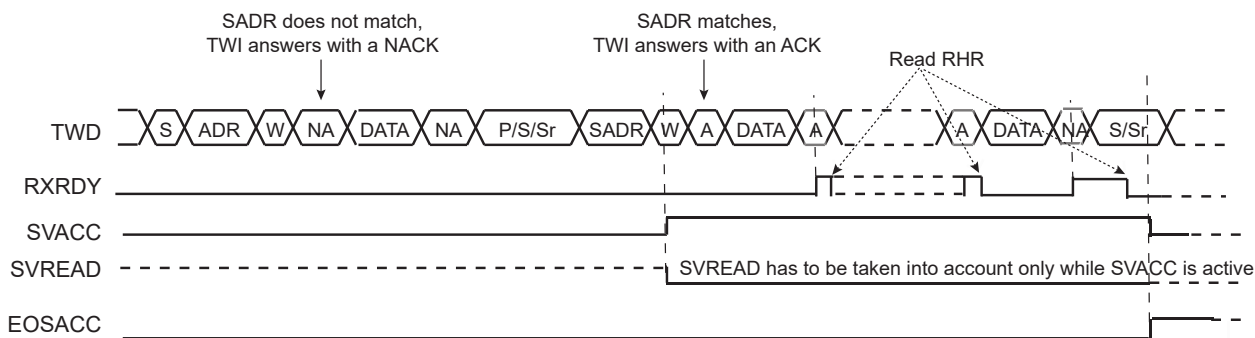 SADR does not match,
TWI answers with a NACK
SADR matches,
TWI answers with an ACK
Read RHR
TWD S ADR W NA DATA NA P/S/Sr SADR W A DATA A A DATA NA S/Sr
RXRDY
SVACC
SVREAD SVREAD has to be taken into account only while SVACC is active
EOSACC